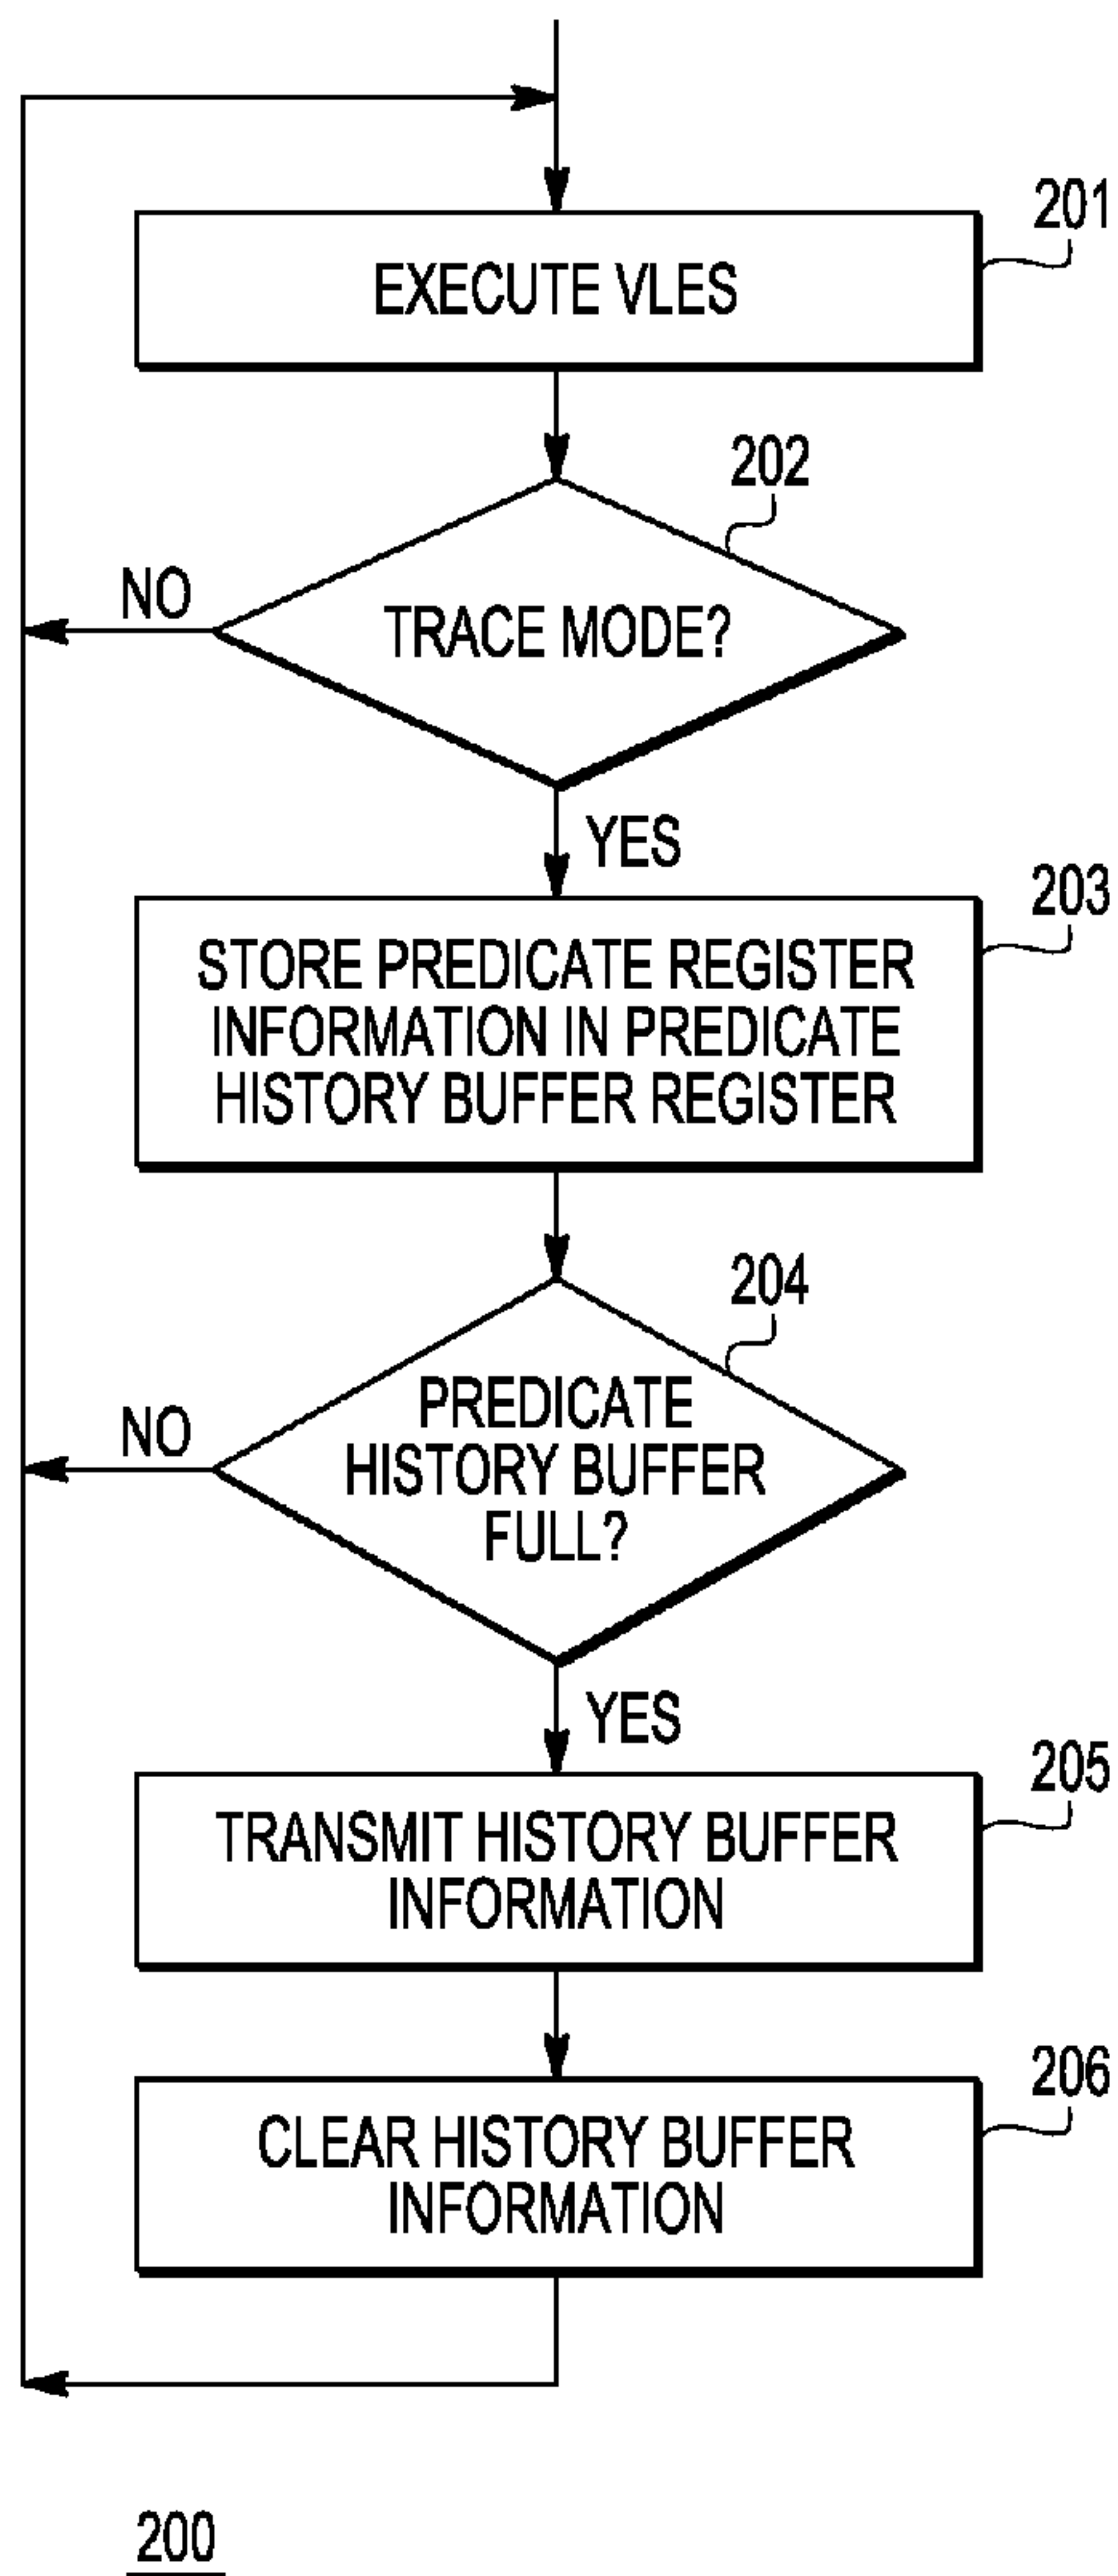 201
EXECUTE VLES
202
NO
TRACE MODE?
YES
203
STORE PREDICATE REGISTER
INFORMATION IN PREDICATE
HISTORY BUFFER REGISTER
204
NO
PREDICATE
HISTORY BUFFER
FULL?
YES
205
TRANSMIT HISTORY BUFFER
INFORMATION
206
CLEAR HISTORY BUFFER
INFORMATION
200